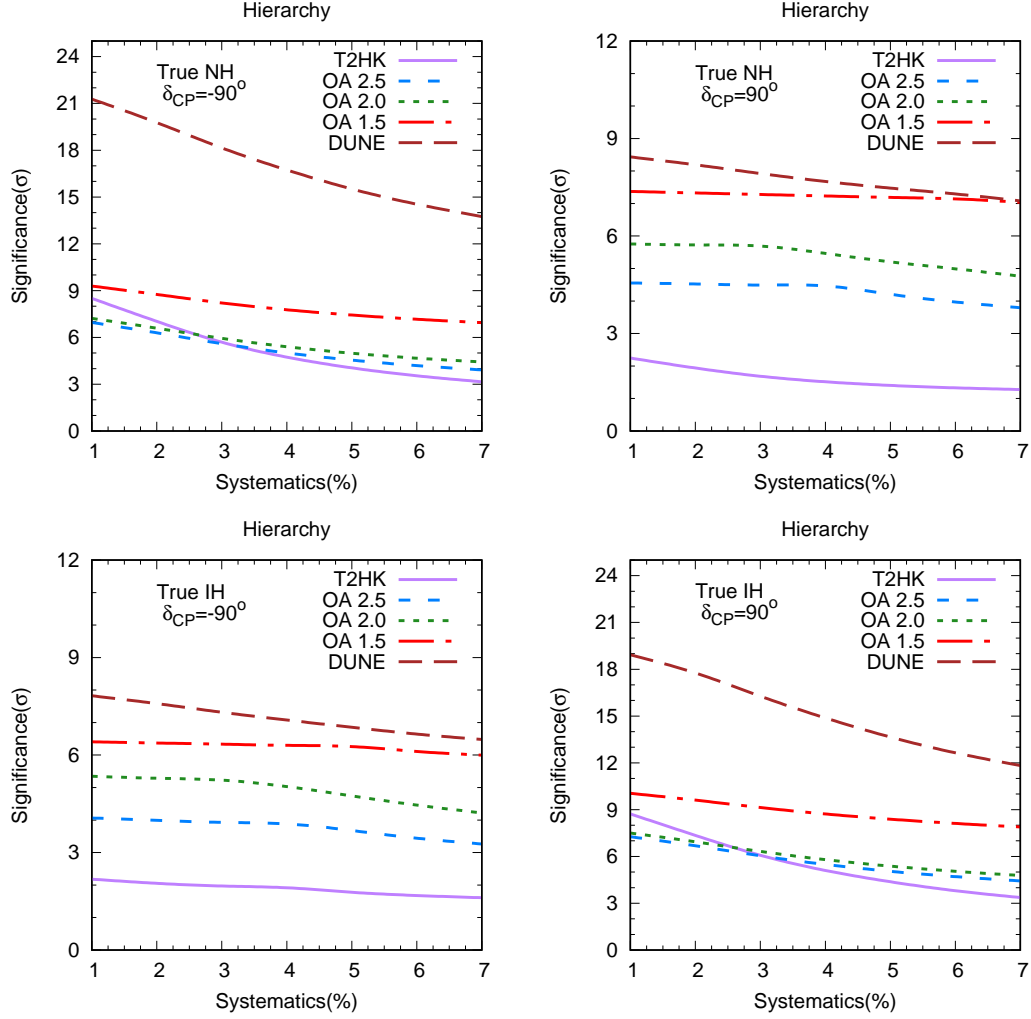 Hierarchy
Significance(σ)
24
21
18
15
12
9
6
3
0
True NH
δCP=-90°
T2HK
OA 2.5
OA 2.0
OA 1.5
DUNE
1 2 3 4 5 6 7
Systematics(%)
Hierarchy
Significance(σ)
12
9
6
3
0
True NH
δCP=90°
T2HK
OA 2.5
OA 2.0
OA 1.5
DUNE
1 2 3 4 5 6 7
Systematics(%)
Hierarchy
Significance(σ)
12
9
6
3
0
True IH
δCP=-90°
T2HK
OA 2.5
OA 2.0
OA 1.5
DUNE
1 2 3 4 5 6 7
Systematics(%)
Hierarchy
Significance(σ)
24
21
18
15
12
9
6
3
0
True IH
δCP=90°
T2HK
OA 2.5
OA 2.0
OA 1.5
DUNE
1 2 3 4 5 6 7
Systematics(%)